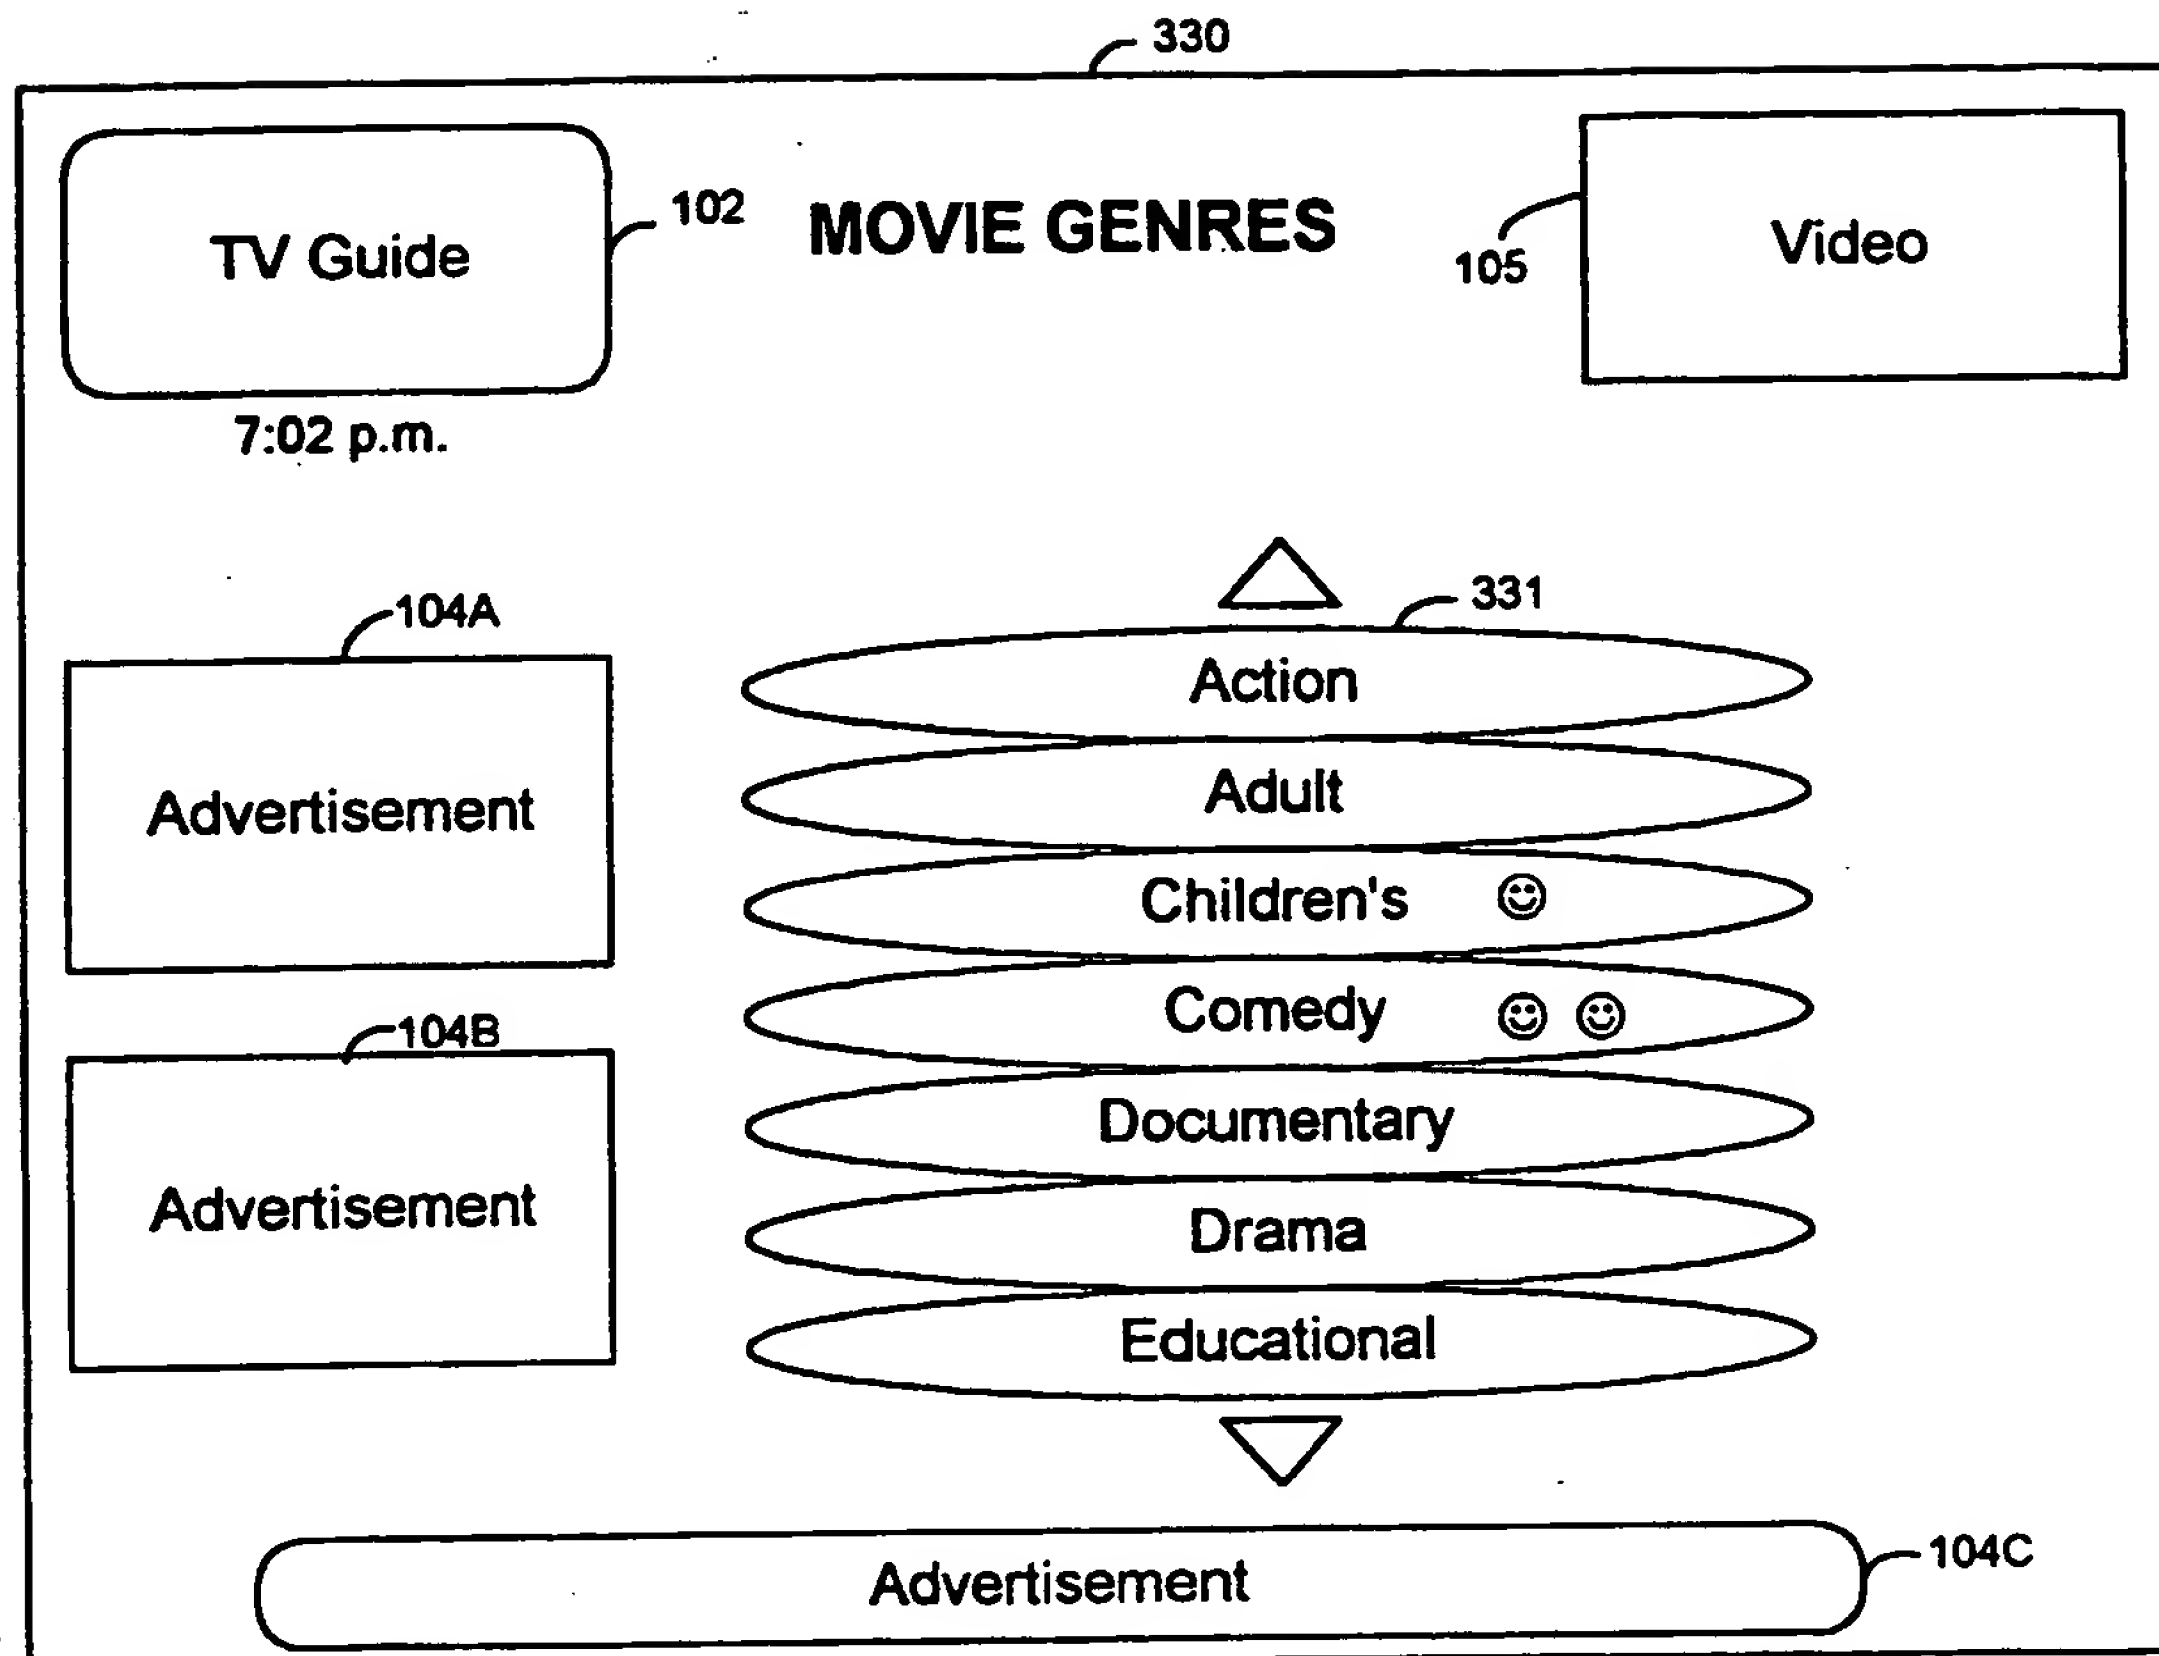 330
TV Guide
102
MOVIE GENRES
105
Video
7:02 p.m.
331
104A
Action
Advertisement
Adult
Children's
Comedy
104B
Documentary
Advertisement
Drama
Educational
Advertisement
104C